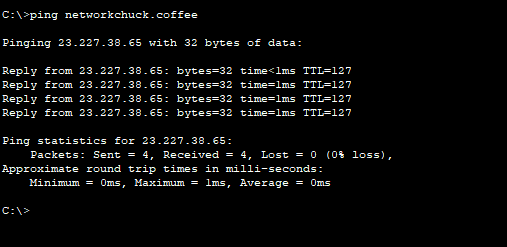 C:\>ping networkchuck.coffee
Pinging 23.227.38.65 with 32 bytes of data:
Reply from 23.227.38.65: bytes=32 time<1ms TTL=127
Reply from 23.227.38.65: bytes=32 time=1ms TTL=127
Reply from 23.227.38.65: bytes=32 time=1ms TTL=127
Reply from 23.227.38.65: bytes=32 time=1ms TTL=127
Ping statistics for 23.227.38.65:
    Packets: Sent = 4, Received = 4, Lost = 0 (0% loss),
Approximate round trip times in milli-seconds:
    Minimum = 0ms, Maximum = 1ms, Average = 0ms
C:\>